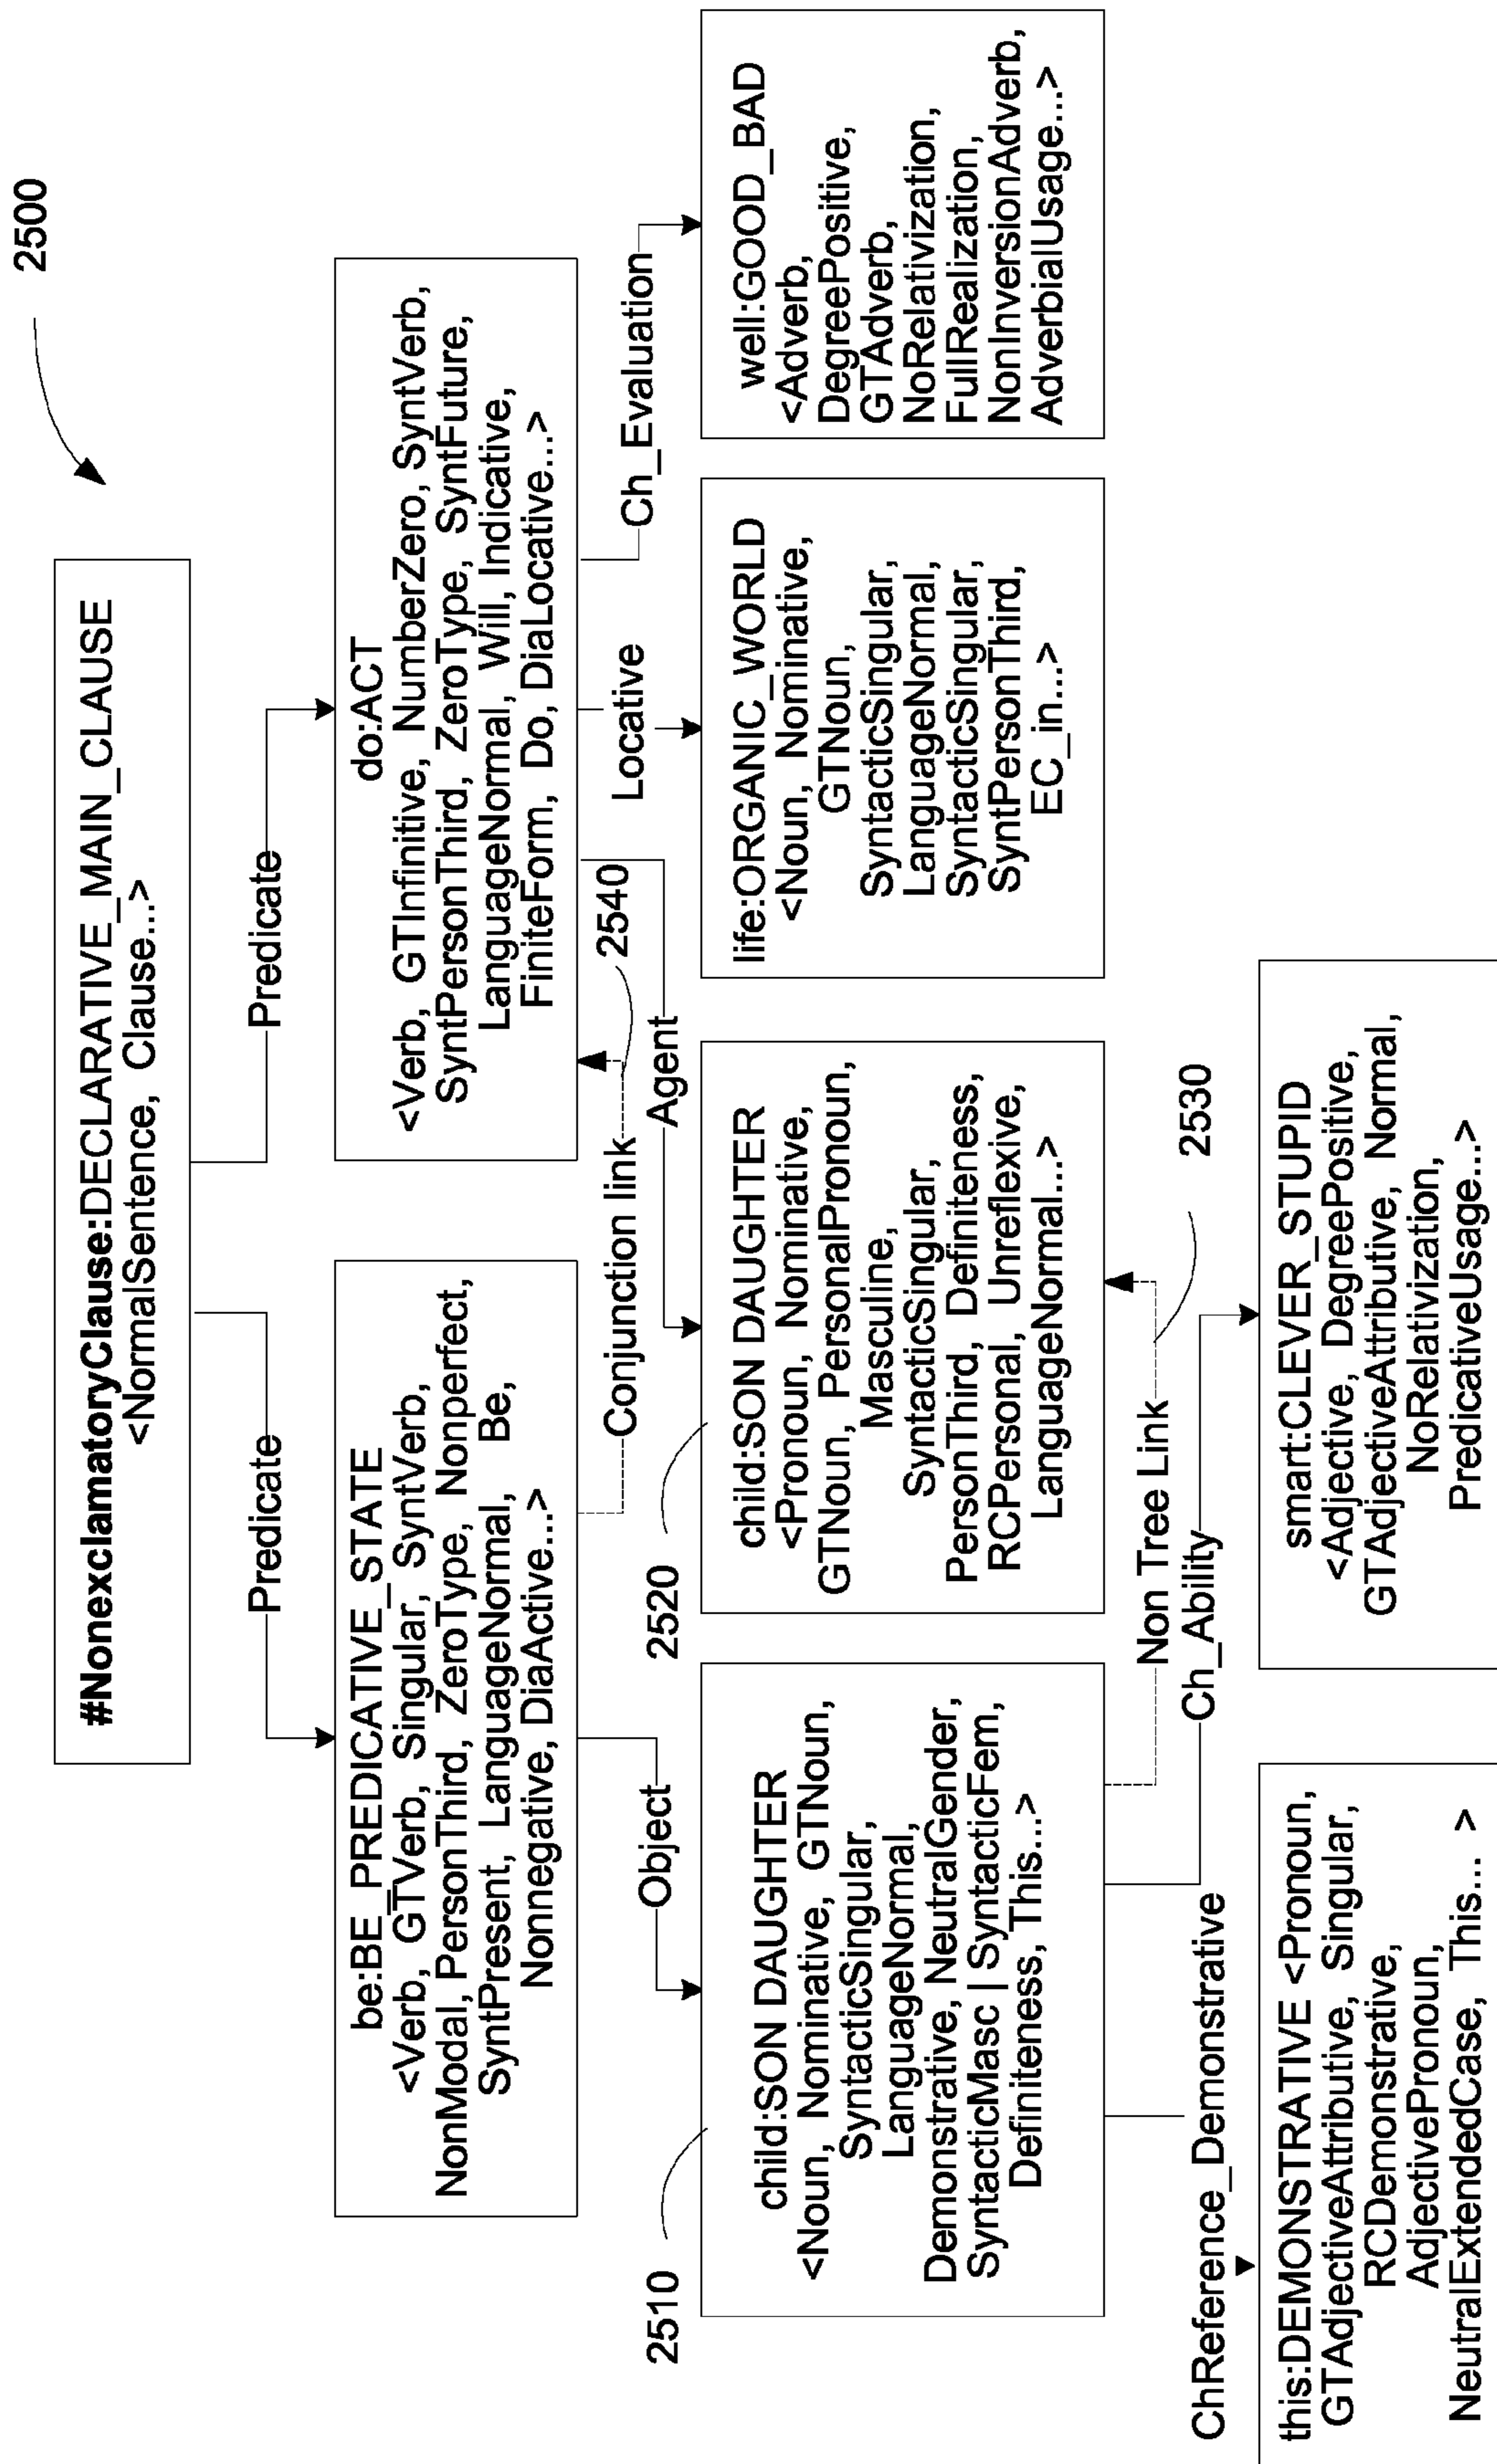 2500
#NonexclamatoryClause:DECLARATIVE_MAIN_CLAUSE
<NormalSentence, Clause...>
Predicate
Predicate
be:BE_PREDICATIVE_STATE
<Verb, GTVerb, Singular, SyntVerb,
NonModal, PersonThird, ZeroType, Nonperfect,
SyntPresent, LanguageNormal, Be,
Nonnegative, DiaActive...>
do:ACT
<Verb, GTInfinitive, NumberZero, SyntVerb,
SyntPersonThird, ZeroType, SyntFuture,
LanguageNormal, Will, Indicative,
FiniteForm, Do, DiaLocative...>
Object
Conjunction link
2540
Agent
Locative
Ch_Evaluation
2510
child:SON DAUGHTER
<Noun, Nominative, GTNoun,
SyntacticSingular,
LanguageNormal,
Demonstrative, NeutralGender,
SyntacticMasc | SyntacticFem,
Definiteness, This...>
2520
child:SON DAUGHTER
<Pronoun, Nominative,
GTNoun, PersonalPronoun,
Masculine,
SyntacticSingular,
PersonThird, Definiteness,
RCPersonal, Unreflexive,
LanguageNormal...>
life:ORGANIC_WORLD
<Noun, Nominative,
GTNoun,
SyntacticSingular,
LanguageNormal,
SyntacticSingular,
SyntPersonThird,
EC_in...>
well:GOOD_BAD
<Adverb,
DegreePositive,
GTAdverb,
NoRelativization,
FullRealization,
NonInversionAdverb,
AdverbialUsage...>
ChReference_Demonstrative
Non Tree Link
Ch_Ability
2530
this:DEMONSTRATIVE <Pronoun,
GTAdjectiveAttributive, Singular,
RCDemonstrative,
AdjectivePronoun,
NeutralExtendedCase, This... >
smart:CLEVER_STUPID
<Adjective, DegreePositive,
GTAdjectiveAttributive, Normal,
NoRelativization,
PredicativeUsage...>